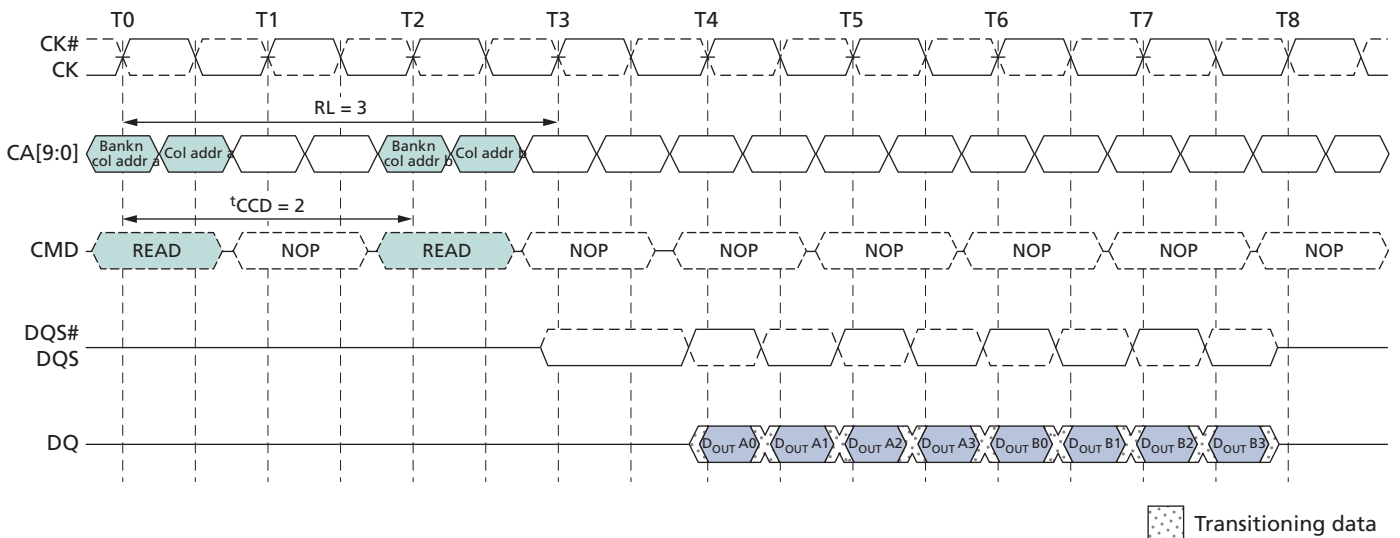 T0 T1 T2 T3 T4 T5 T6 T7 T8
CK#
CK
RL = 3
CA[9:0]
Bankn
col addr a
Col addr a
Bankn
col addr b
Col addr b
tCCD = 2
CMD READ NOP READ NOP NOP NOP NOP NOP NOP
DQS#
DQS
DQ DOUT A0 DOUT A1 DOUT A2 DOUT A3 DOUT B0 DOUT B1 DOUT B2 DOUT B3
Transitioning data